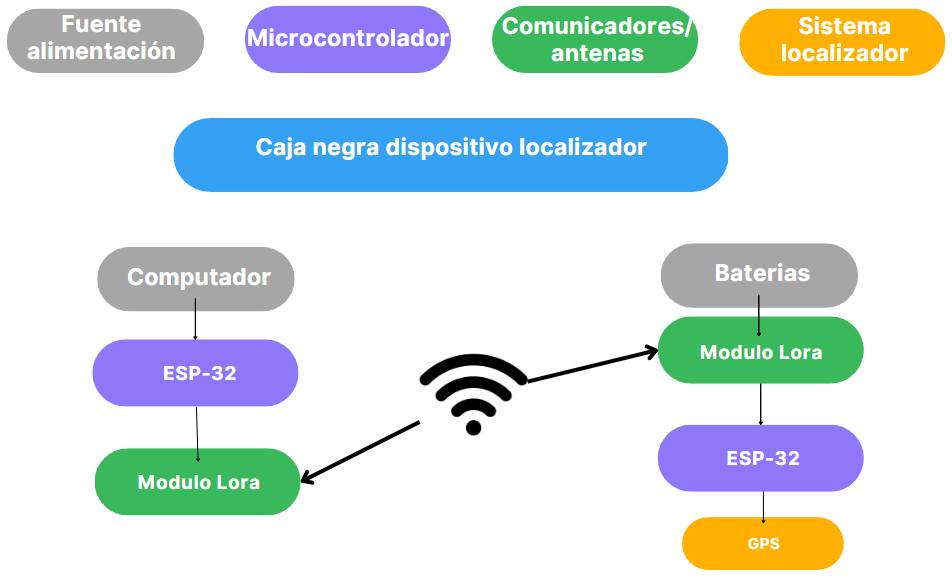 Fuente
alimentación
Microcontrolador
Comunicadores/
antenas
Sistema
localizador
Caja negra dispositivo localizador
Computador
ESP-32
Modulo Lora
Baterias
Modulo Lora
ESP-32
GPS